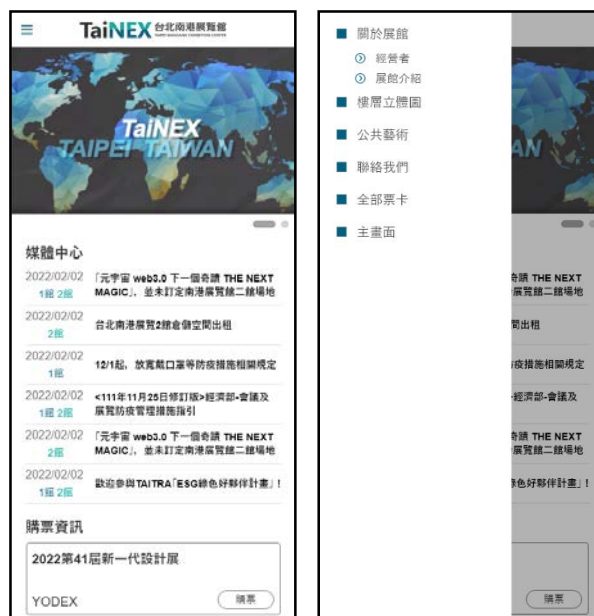 TaiNEX 台北南港展覽館
TAIPEI NANGANG EXHIBITION CENTER
TaiNEX
TAIPEI TAIWAN
媒體中心
2022/02/02
1館 2館
「元宇宙 web3.0 下一個奇蹟 THE NEXT
MAGIC」，並未訂定南港展覽館二館場地
2022/02/02
2館
台北南港展覽2館倉儲空間出租
2022/02/02
1館
12/1起，放寬戴口罩等防疫措施相關規定
2022/02/02
1館 2館
<111年11月25日修訂版>經濟部-會議及
展覽防疫管理措施指引
2022/02/02
2館
「元宇宙 web3.0 下一個奇蹟 THE NEXT
MAGIC」，並未訂定南港展覽館二館場地
2022/02/02
1館 2館
歡迎參與TAITRA「ESG綠色好夥伴計畫」!
購票資訊
2022第41屆新一代設計展
YODEX
購票
關於展館
經營者
展館介紹
樓層立體圖
公共藝術
聯絡我們
全部票卡
主畫面
AN
奇蹟 THE NEXT
展覽館二館場地
間出租
疫措施相關規定
經濟部-會議及
奇蹟 THE NEXT
展覽館二館場地
綠色好夥伴計畫」!
購票